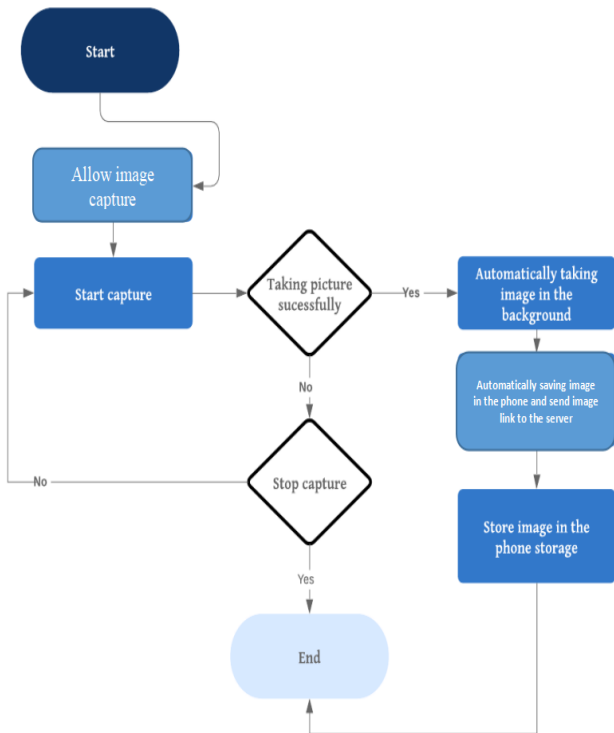 Start
Allow image
capture
Start capture
Taking picture
sucessfully
Yes
Automatically taking
image in the
background
No
Automatically saving image
in the phone and send image
link to the server
No
Stop capture
Store image in the
phone storage
Yes
End